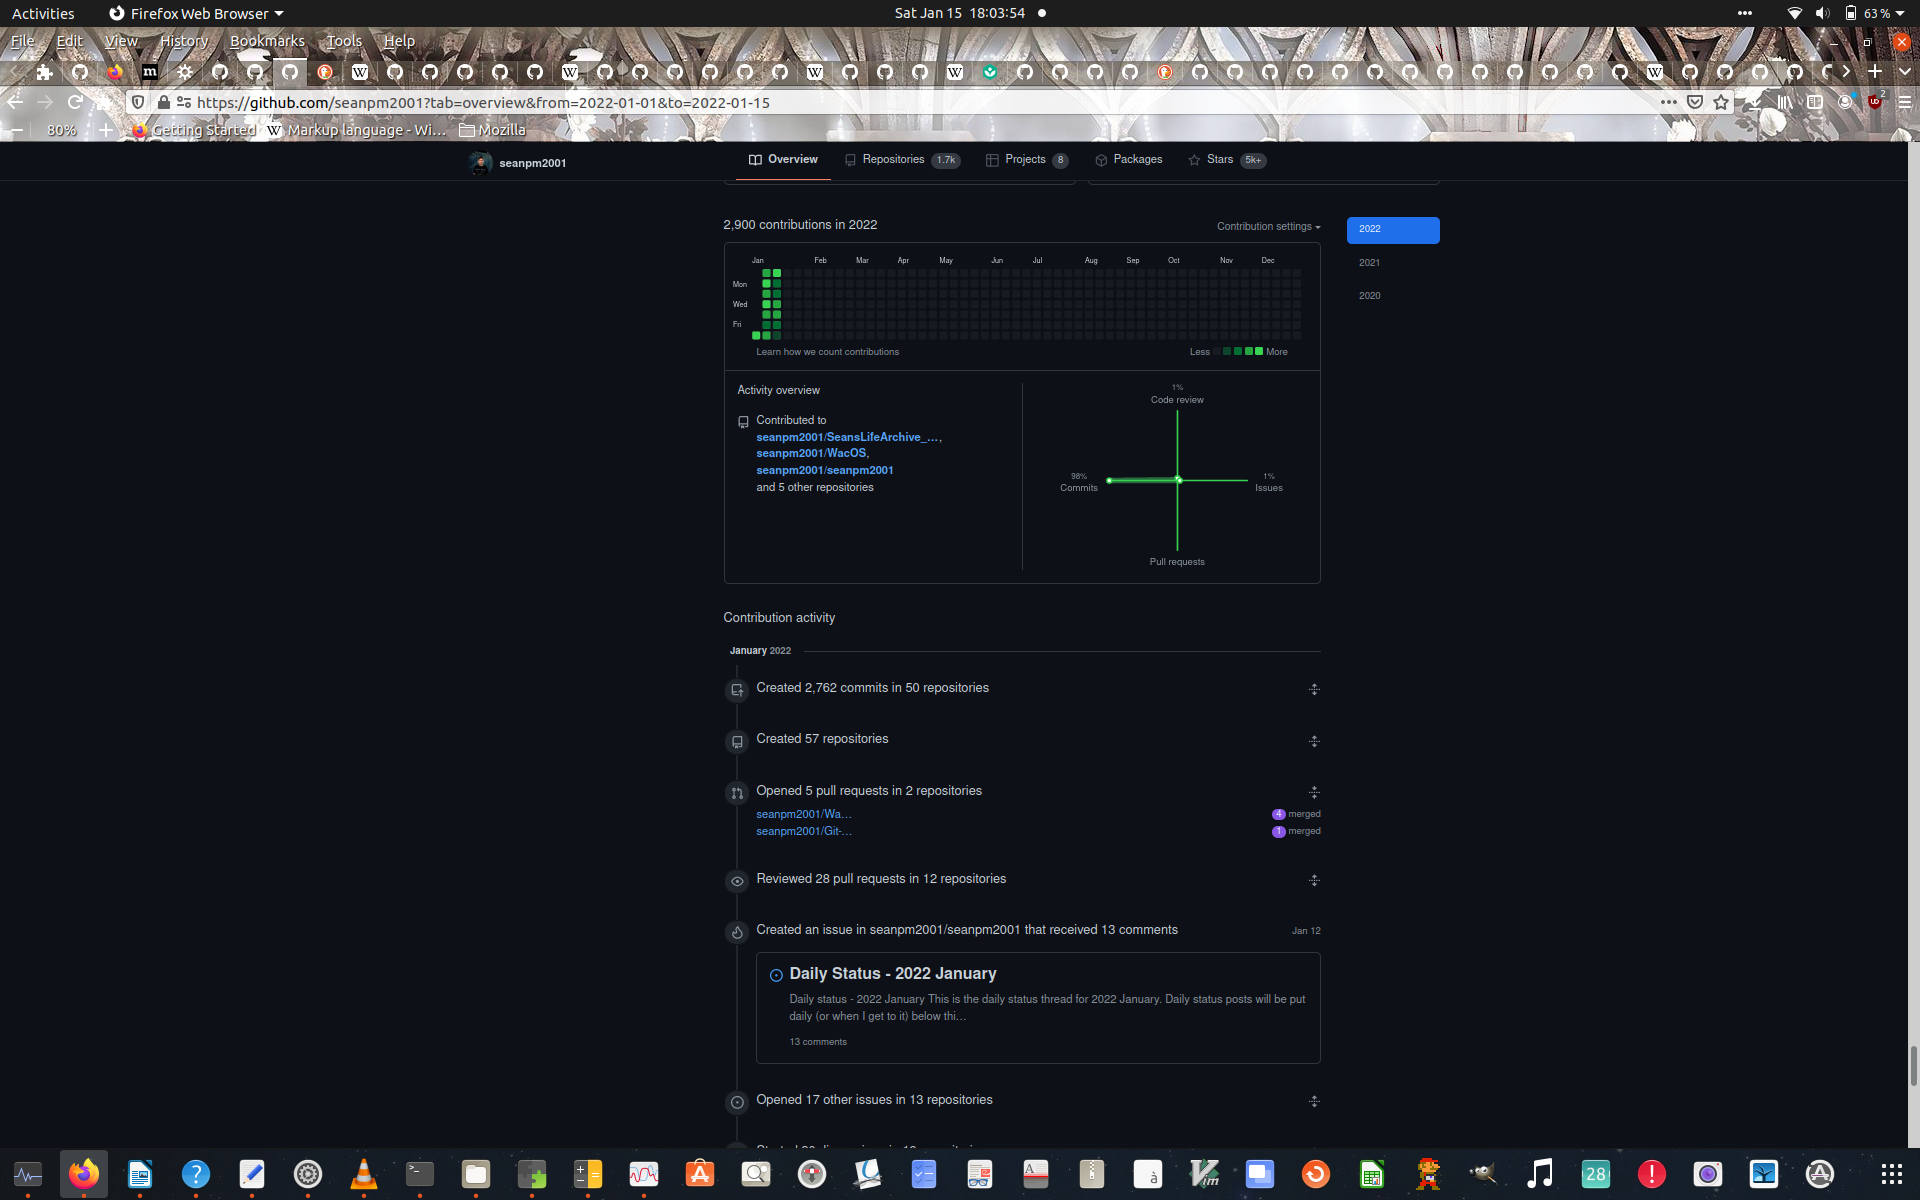 Activities
Firefox Web Browser
Sat Jan 15 18:03:54
63 %
File Edit View History Bookmarks Tools Help
https://github.com/seanpm2001?tab=overview&from=2022-01-01&to=2022-01-15
2
80%
Getting Started
Markup language - Wi…
Mozilla
seanpm2001
Overview
Repositories 1.7k
Projects 8
Packages
Stars 5k+
2,900 contributions in 2022
Contribution settings
2022
2021
2020
Jan Feb Mar Apr May Jun Jul Aug Sep Oct Nov Dec
Mon
Wed
Fri
Learn how we count contributions
Less More
Activity overview
Contributed to
seanpm2001/SeansLifeArchive_…,
seanpm2001/WacOS,
seanpm2001/seanpm2001
and 5 other repositories
1%
Code review
98%
Commits
1%
Issues
Pull requests
Contribution activity
January 2022
Created 2,762 commits in 50 repositories
Created 57 repositories
Opened 5 pull requests in 2 repositories
seanpm2001/Wa…
4 merged
seanpm2001/Git-…
1 merged
Reviewed 28 pull requests in 12 repositories
Created an issue in seanpm2001/seanpm2001 that received 13 comments
Jan 12
Daily Status - 2022 January
Daily status - 2022 January This is the daily status thread for 2022 January. Daily status posts will be put
daily (or when I get to it) below thi…
13 comments
Opened 17 other issues in 13 repositories
28